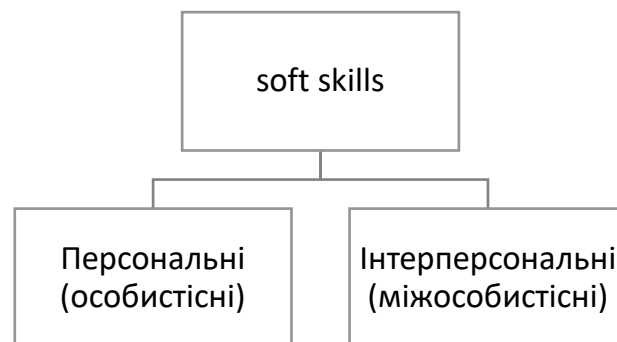 soft skills
Персональні
(особистісні)
Інтерперсональні
(міжособистісні)